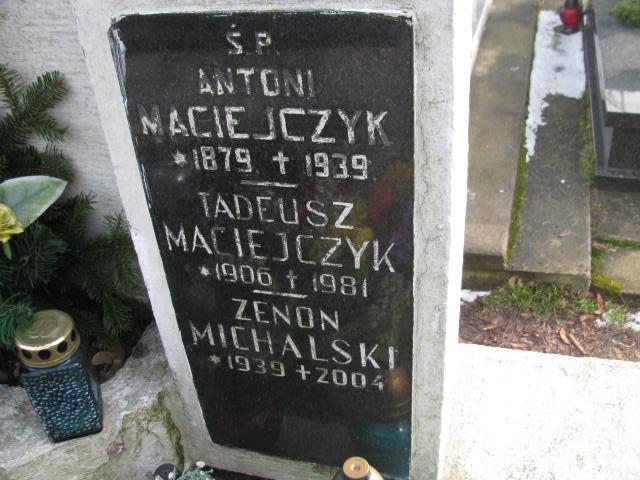 Ś.P.
ANTONI
MACIEJCZYK
*1879 +1939
TADEUSZ
MACIEJCZYK
*1906 +1981
ZENON
MICHALSKI
*1939 +2004